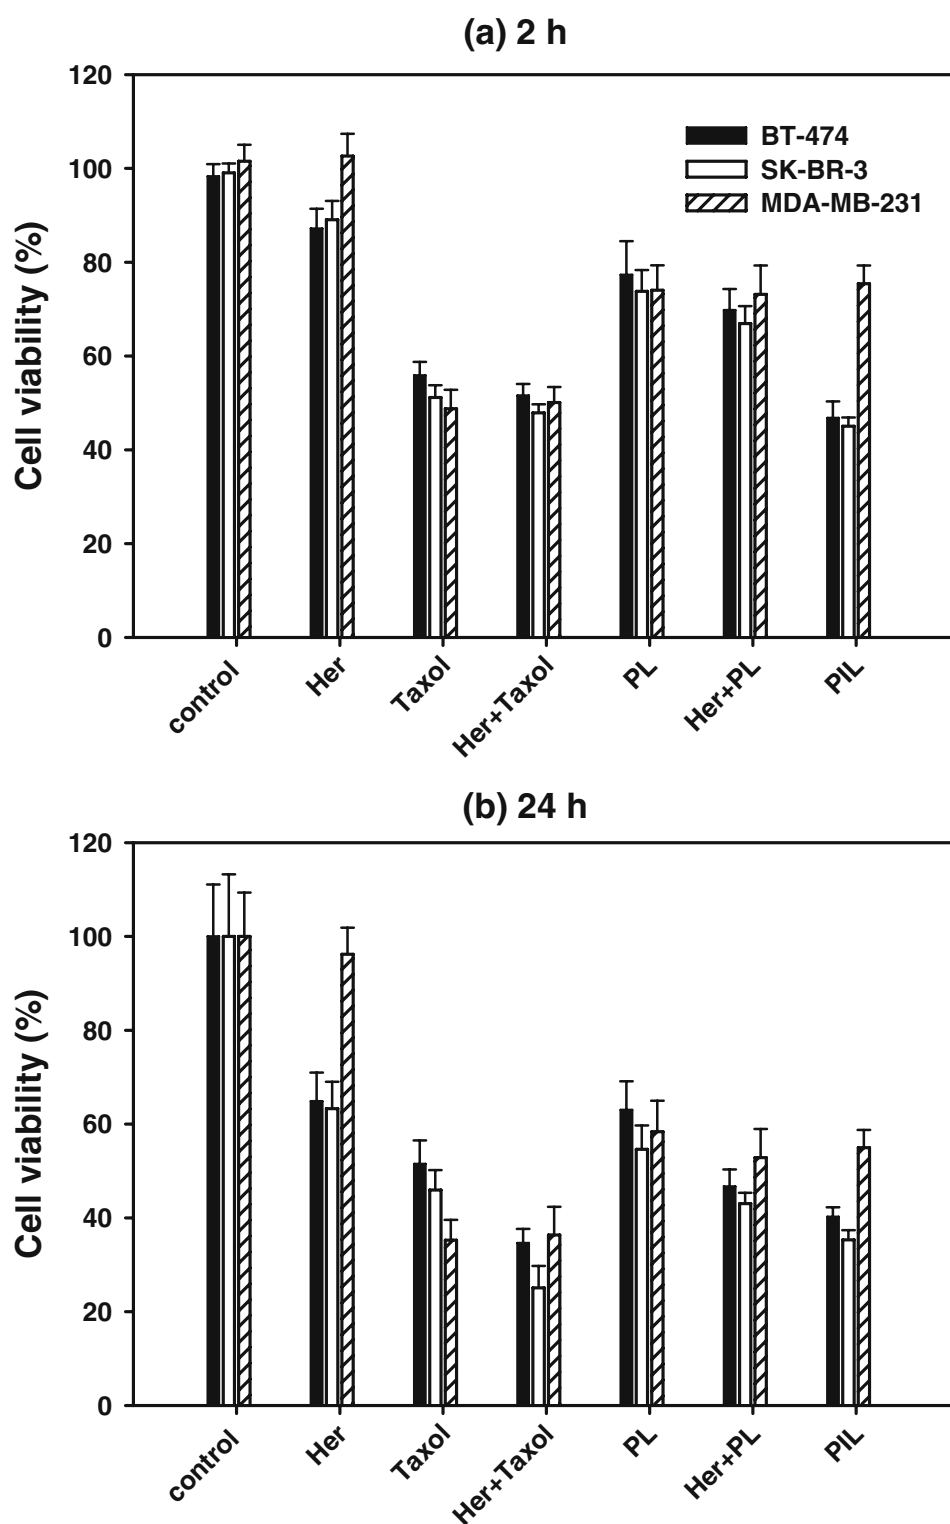 (a) 2 h
120
100
80
60
40
20
0
Cell viability (%)
BT-474
SK-BR-3
MDA-MB-231
control
Her
Taxol
Her+Taxol
PL
Her+PL
PIL
(b) 24 h
120
100
80
60
40
20
0
Cell viability (%)
control
Her
Taxol
Her+Taxol
PL
Her+PL
PIL